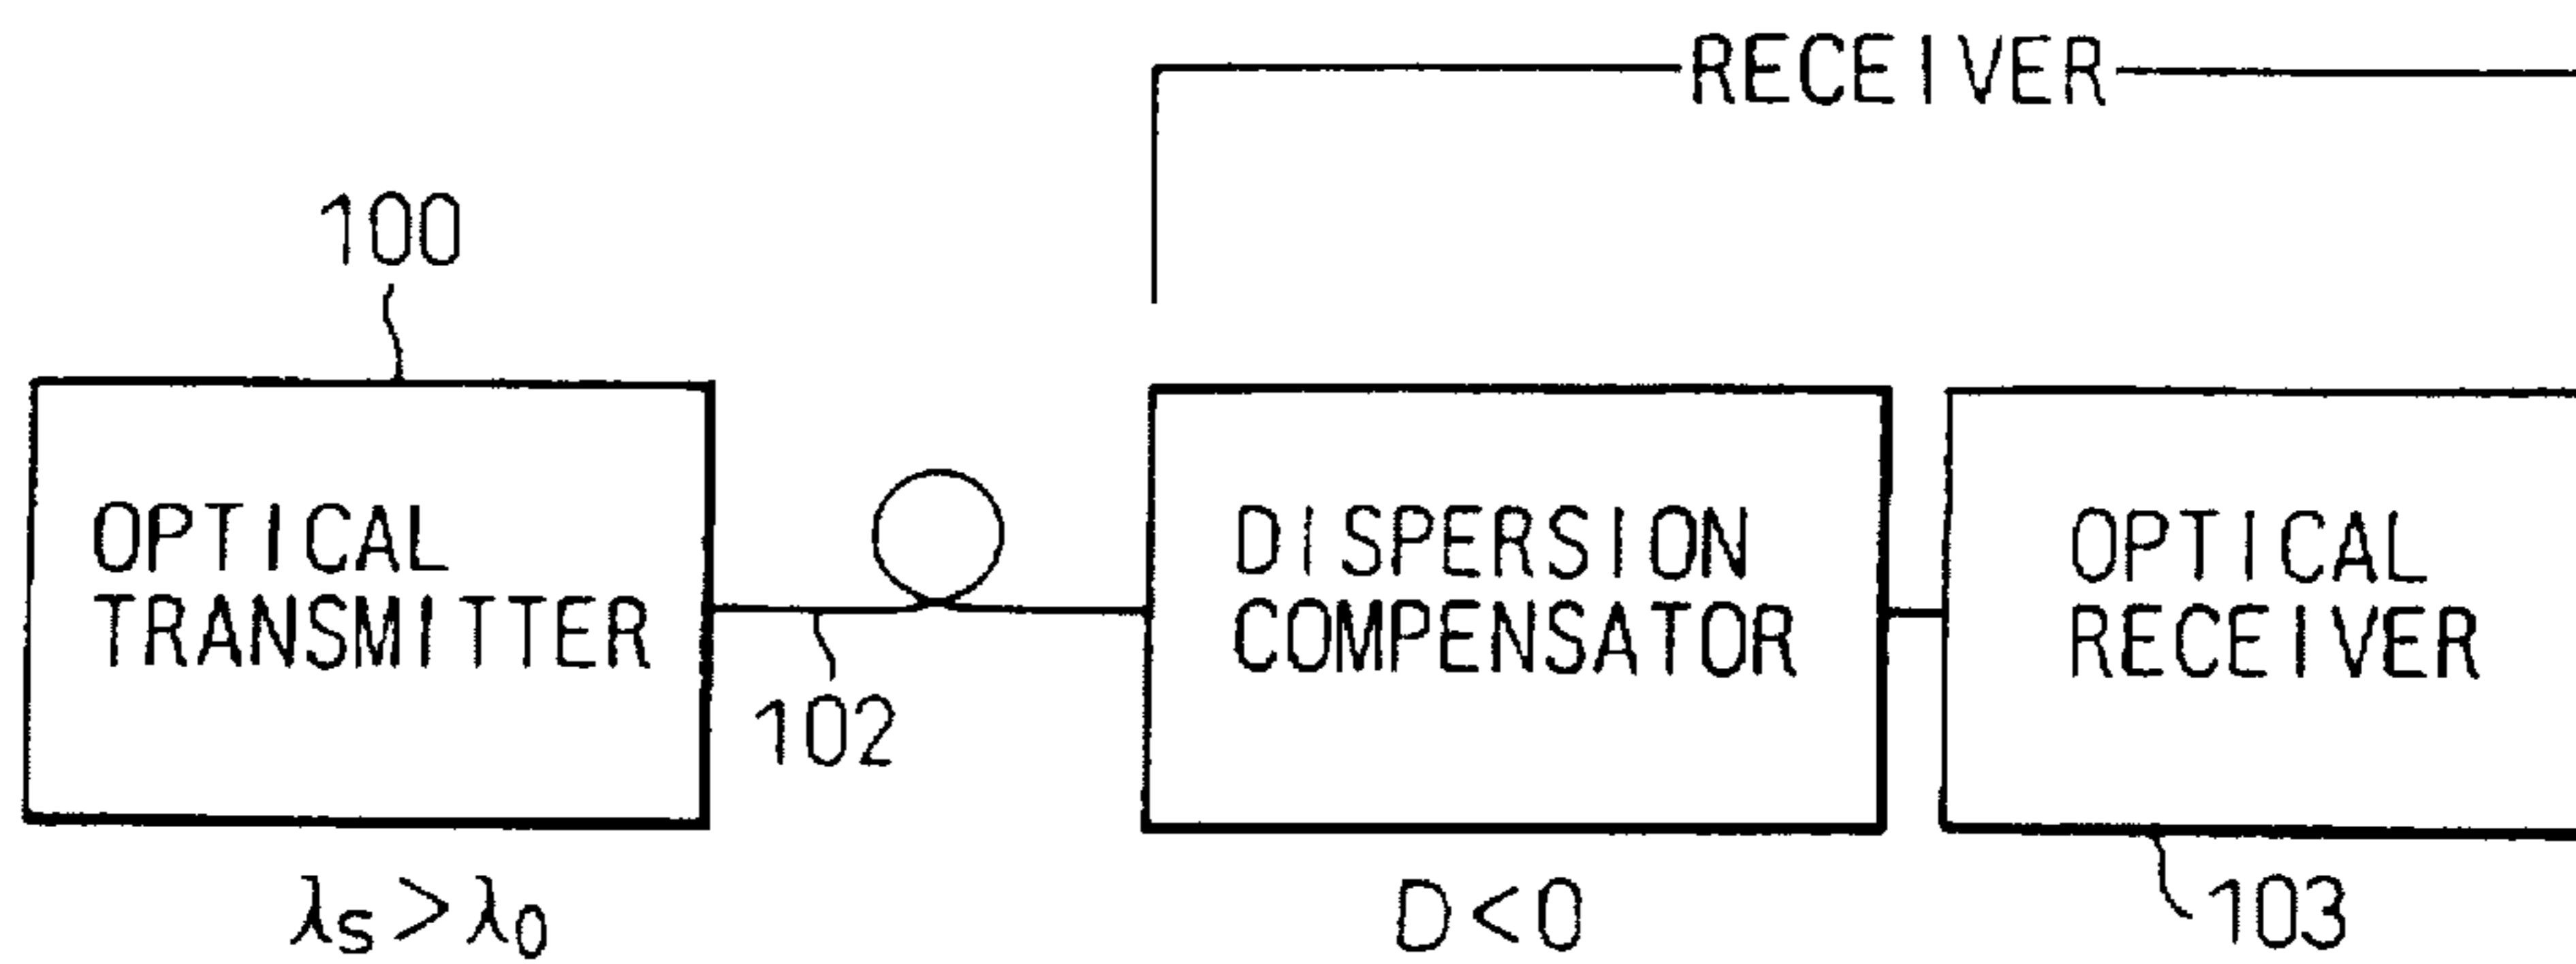 RECEIVER
100
OPTICAL
TRANSMITTER
102
DISPERSION
COMPENSATOR
OPTICAL
RECEIVER
λs>λ0
D<0
103